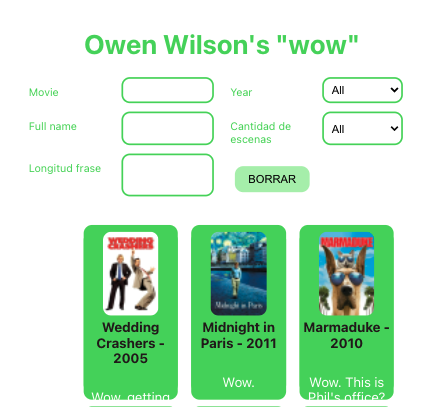 Owen Wilson's "wow"
Movie
Year
All
Full name
Cantidad de
escenas
All
Longitud frase
BORRAR
WEDDING
CRASHERS
Midnight in Paris
MARMADUKE
Wedding
Crashers -
2005
Midnight in
Paris - 2011
Marmaduke -
2010
Wow, getting
Wow.
Wow. This is
Phil's office?